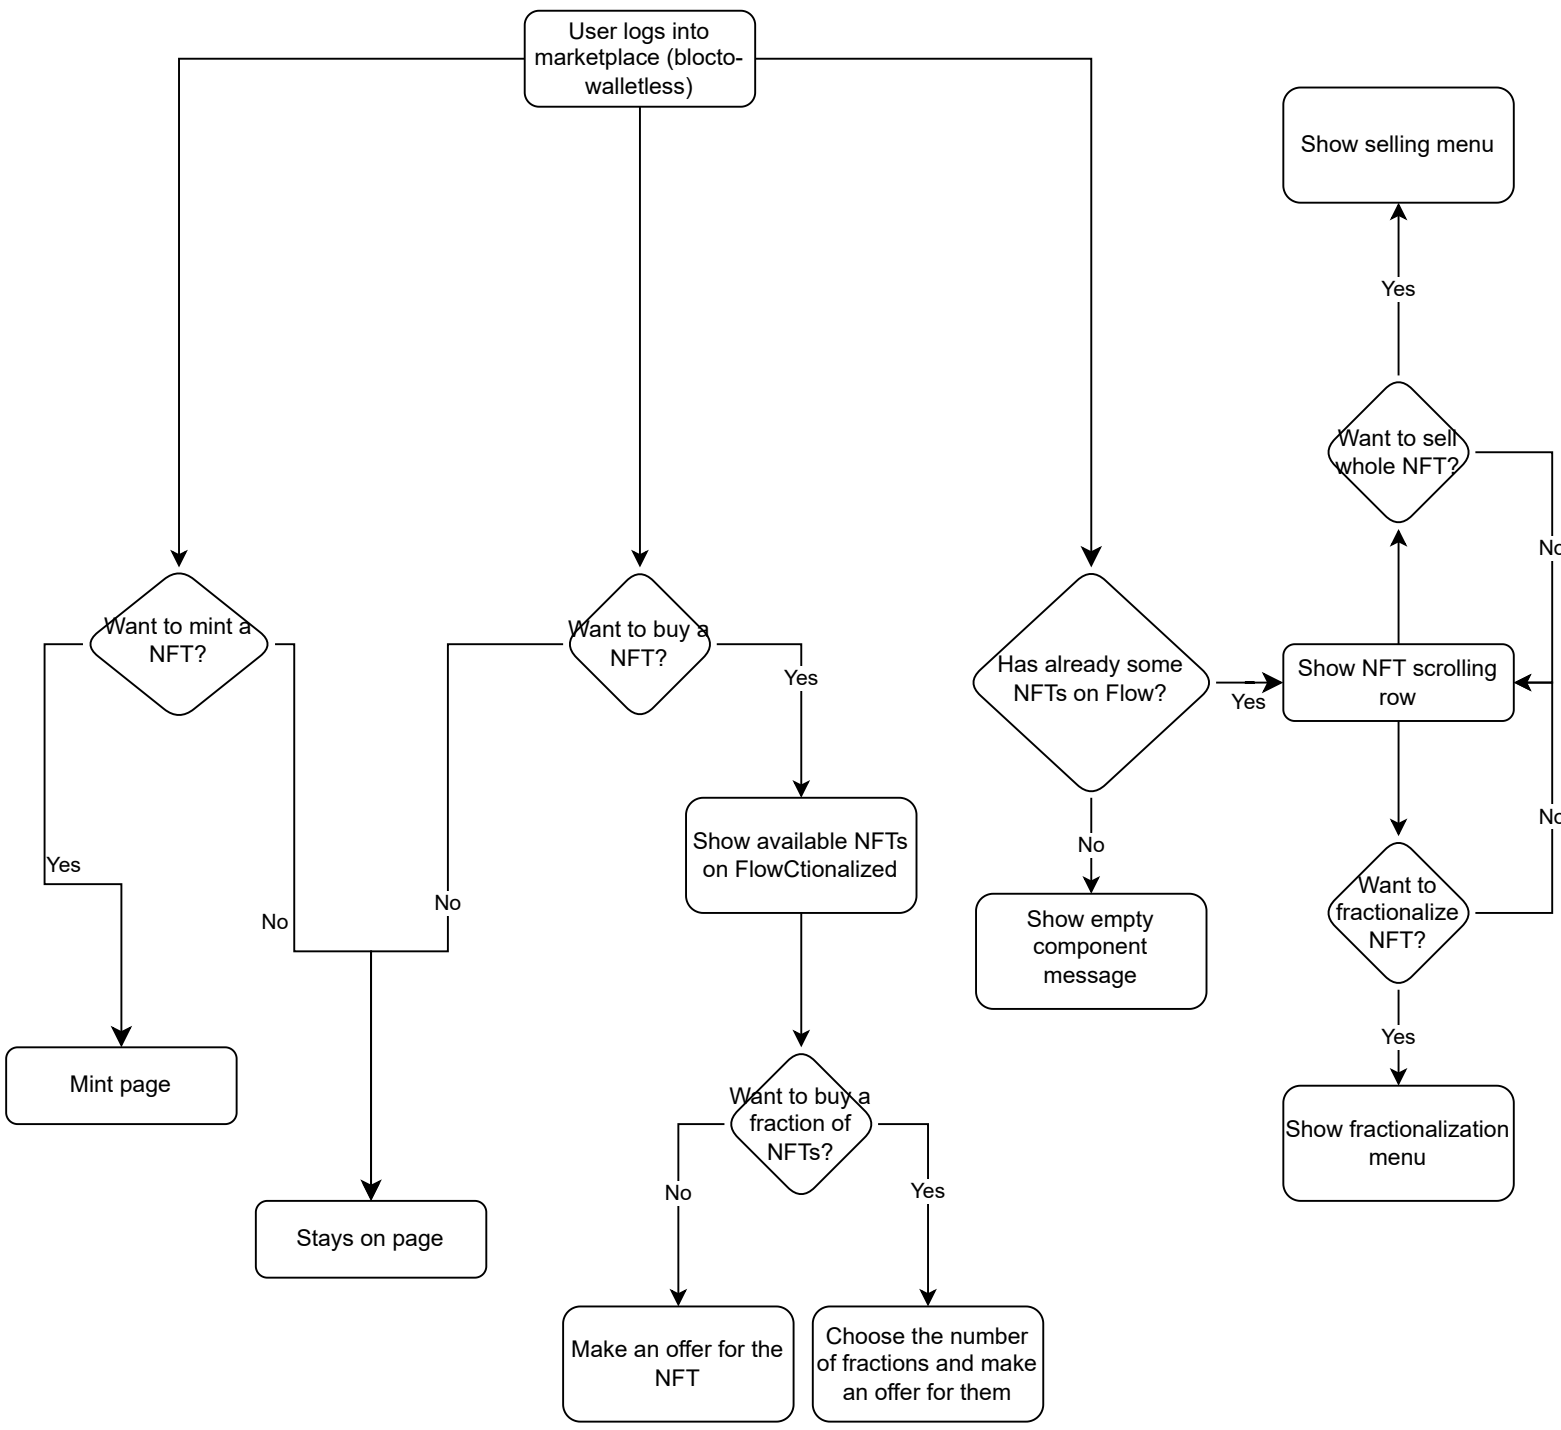 User logs into
marketplace (blocto-
walletless)
Show selling menu
Yes
Want to sell
whole NFT?
No
Want to mint a
NFT?
Want to buy a
NFT?
Has already some
NFTs on Flow?
Yes
Show NFT scrolling
row
Yes
No
Show available NFTs
on FlowCtionalized
No
Yes
No
No
Want to
fractionalize
NFT?
Show empty
component
message
Yes
Mint page
Want to buy a
fraction of
NFTs?
Show fractionalization
menu
No
Yes
Stays on page
Make an offer for the
NFT
Choose the number
of fractions and make
an offer for them